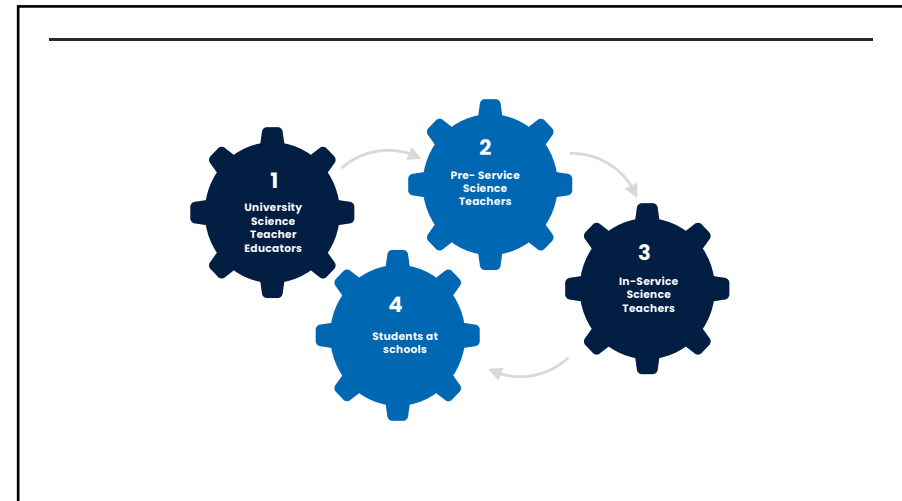 1
University
Science
Teacher
Educators
2
Pre- Service
Science
Teachers
3
In-Service
Science
Teachers
4
Students at
schools